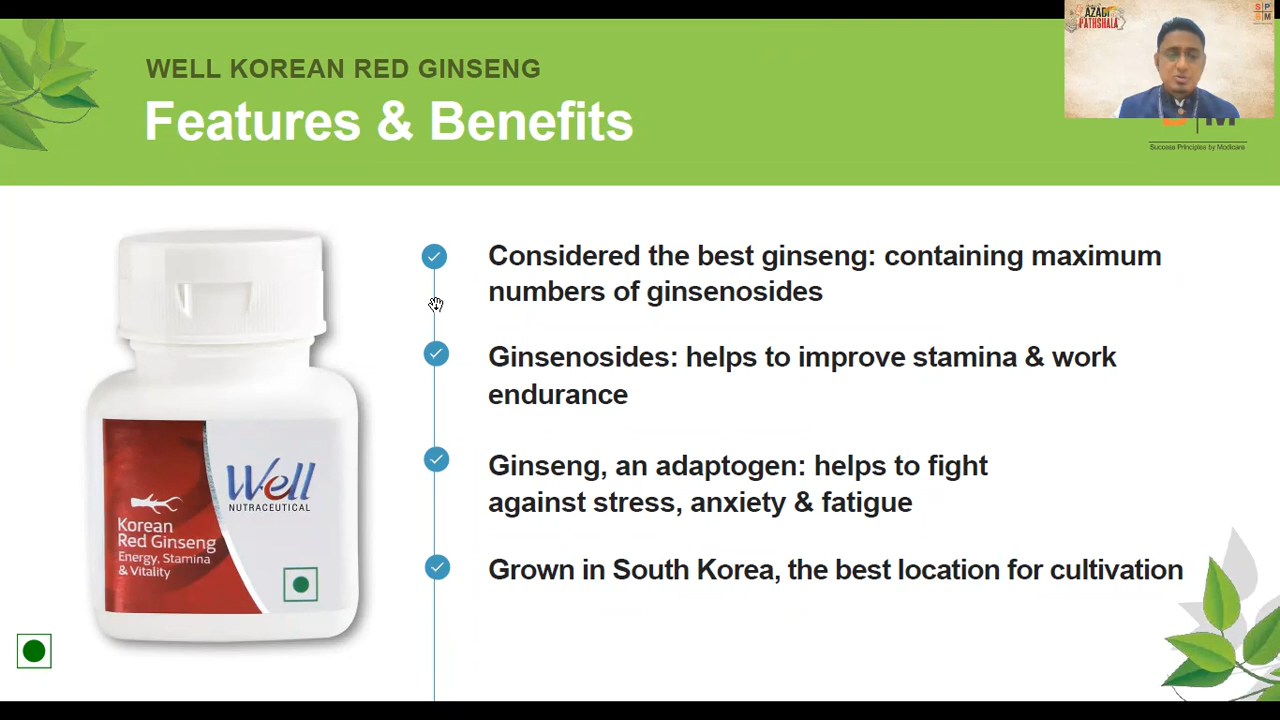 WELL KOREAN RED GINSENG
Features & Benefits
AZADI
PATHSHALA
S P
B M
Success Principles by Modicare
Considered the best ginseng: containing maximum
numbers of ginsenosides
Ginsenosides: helps to improve stamina & work
endurance
Ginseng, an adaptogen: helps to fight
against stress, anxiety & fatigue
Grown in South Korea, the best location for cultivation
Well
NUTRACEUTICAL
Korean
Red Ginseng
Energy, Stamina
& Vitality